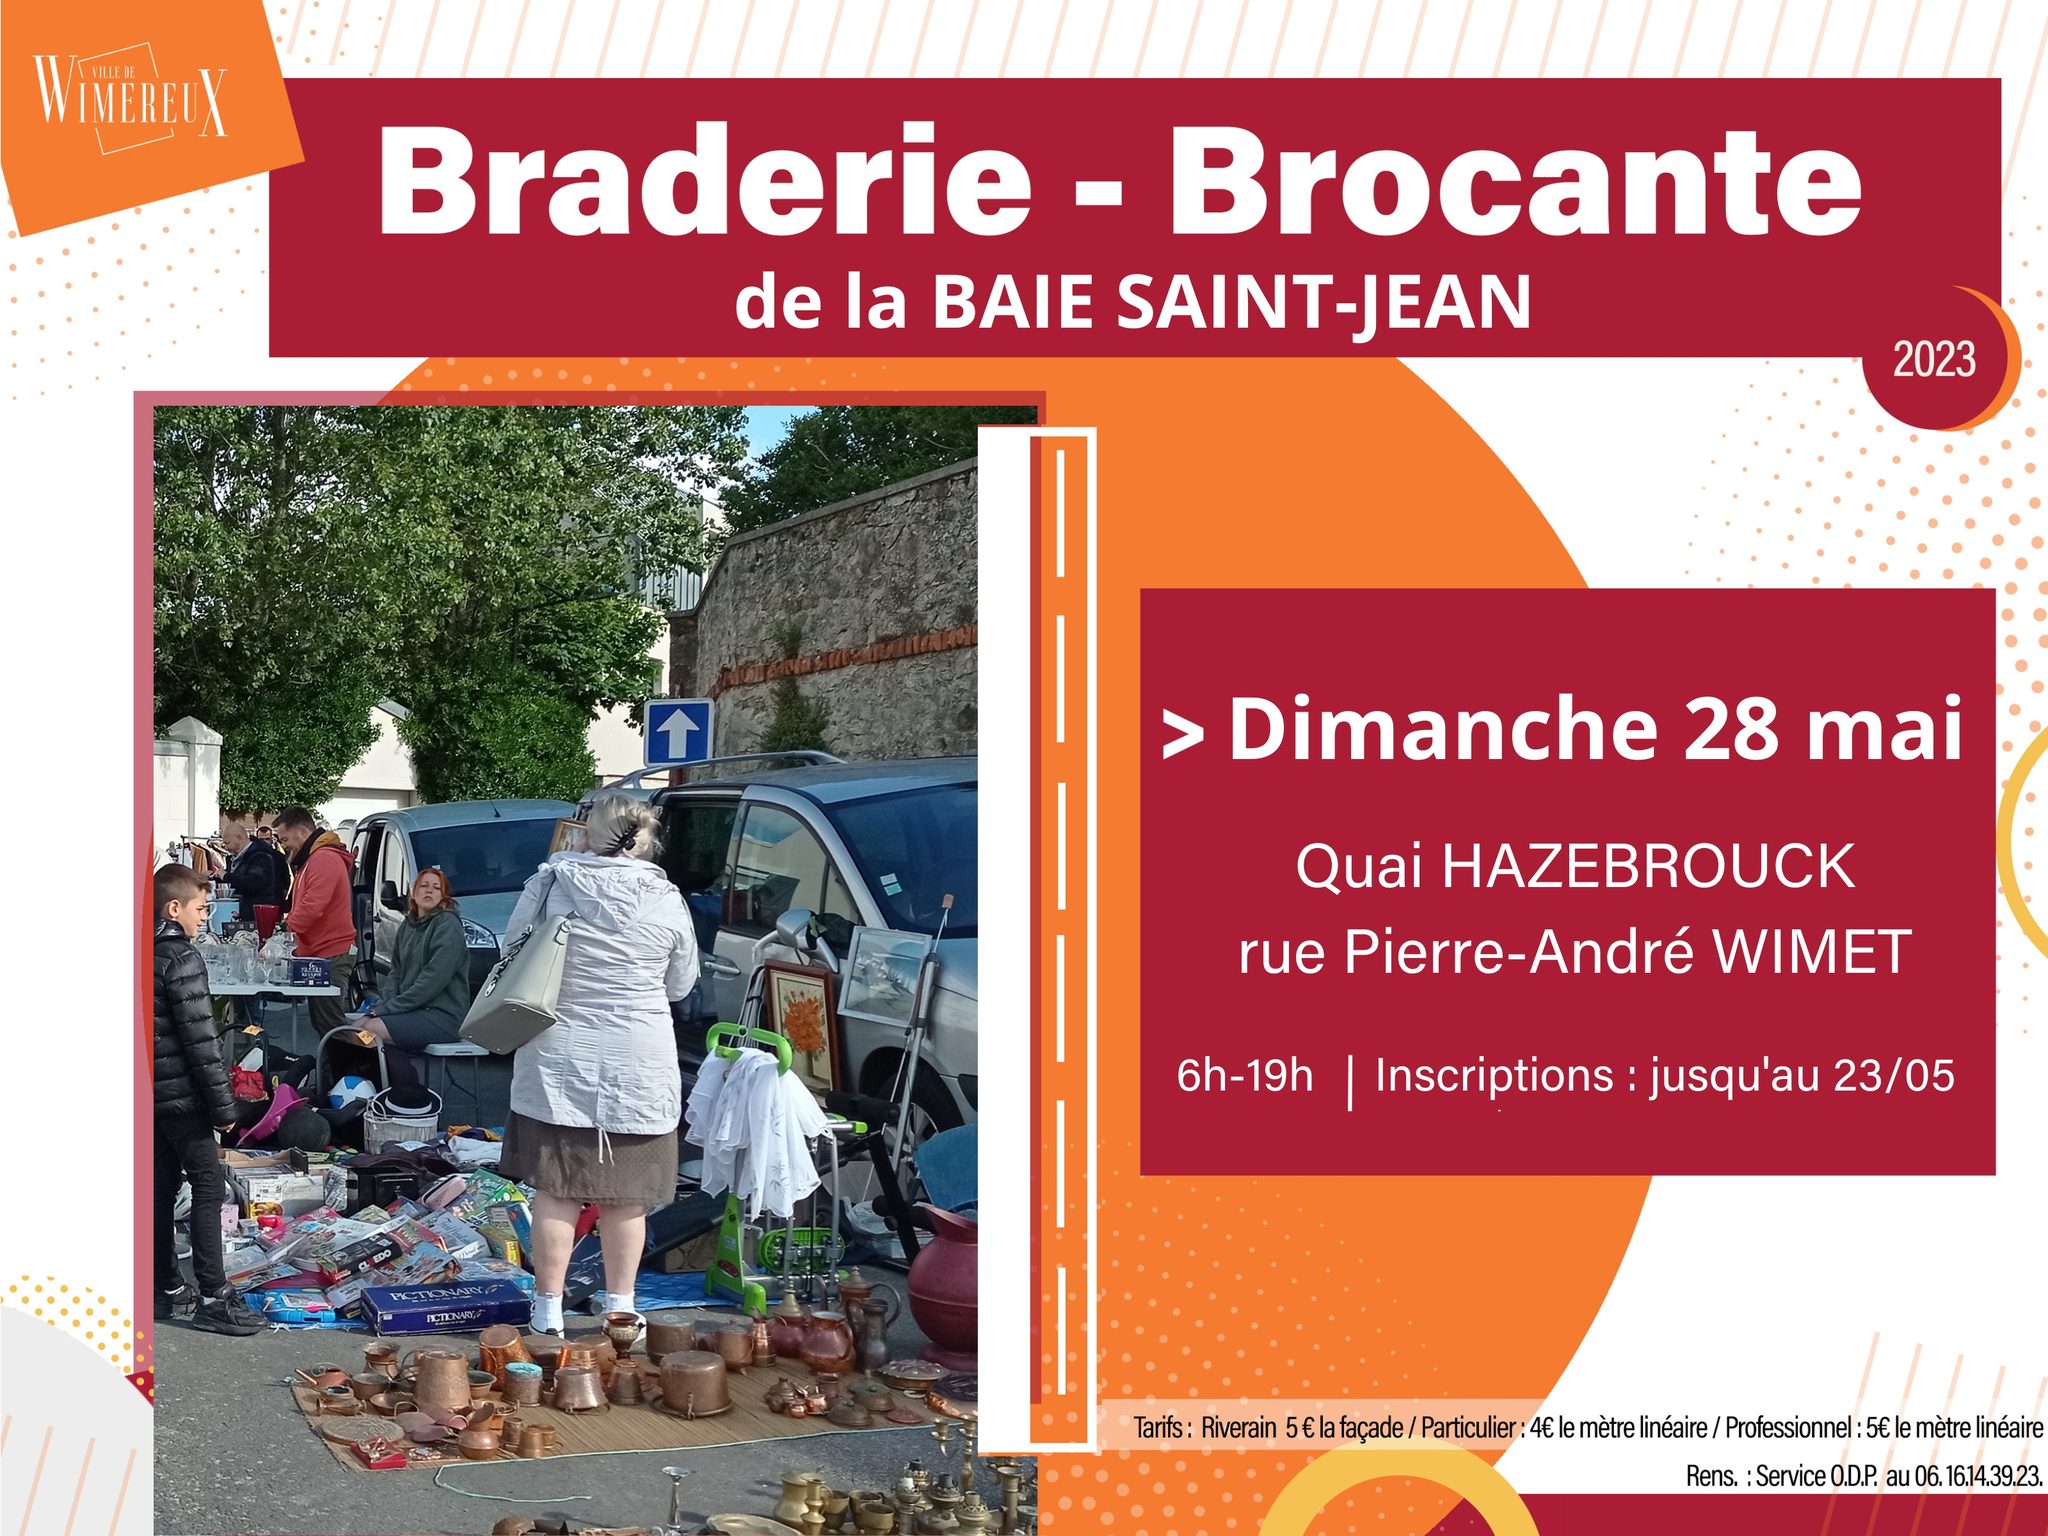 VILLE DE
WIMEREUX
Braderie - Brocante
de la BAIE SAINT-JEAN
2023
> Dimanche 28 mai
Quai HAZEBROUCK
rue Pierre-André WIMET
6h-19h | Inscriptions : jusqu'au 23/05
CLUEDO
PICTIONARY
PICTIONARY
Tarifs : Riverain 5 € la façade / Particulier : 4€ le mètre linéaire / Professionnel : 5€ le mètre linéaire
Rens. : Service O.D.P. au 06.16.14.39.23.